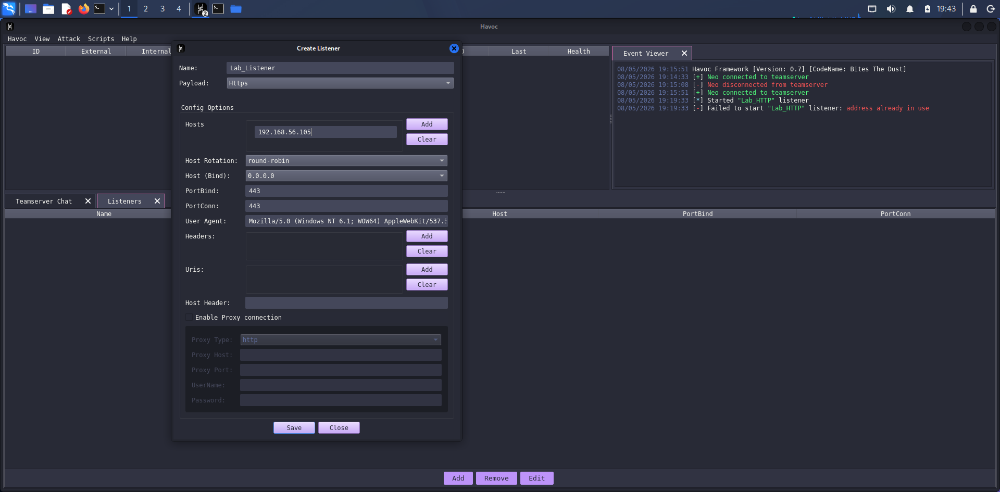 1 2 3 4 2 19:43
Havoc
Havoc View Attack Scripts Help
ID External Internal Last Health
Create Listener
Name: Lab_Listener
Payload: Https
Config Options
Hosts 192.168.56.105 Add
Clear
Host Rotation: round-robin
Host (Bind): 0.0.0.0
PortBind: 443
PortConn: 443
User Agent: Mozilla/5.0 (Windows NT 6.1; WOW64) AppleWebKit/537.3
Headers: Add
Clear
Uris: Add
Clear
Host Header:
Enable Proxy connection
Proxy Type: http
Proxy Host:
Proxy Port:
UserName:
Password:
Save Close
Event Viewer
08/05/2026 19:15:51 Havoc Framework [Version: 0.7] [CodeName: Bites The Dust]
08/05/2026 19:14:33 [+] Neo connected to teamserver
08/05/2026 19:15:08 [-] Neo disconnected from teamserver
08/05/2026 19:15:51 [+] Neo connected to teamserver
08/05/2026 19:19:33 [*] Started "Lab_HTTP" listener
08/05/2026 19:19:33 [-] Failed to start "Lab_HTTP" listener: address already in use
Teamserver Chat Listeners
Name Host PortBind PortConn
Add Remove Edit